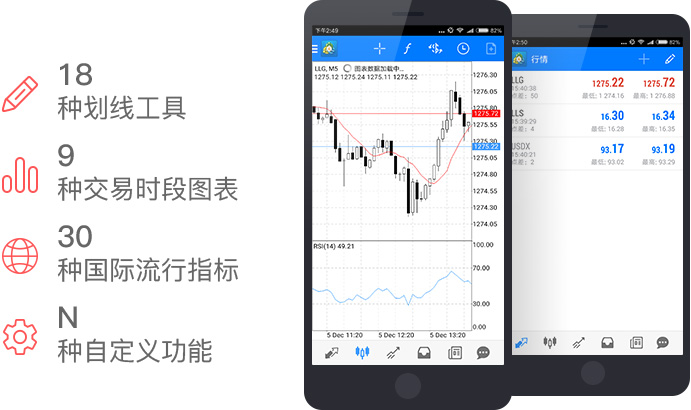 18
种划线工具
9
种交易时段图表
30
种国际流行指标
N
种自定义功能
下午2:49
82%
LLG, M5 图表数据加载中...
1275.12 1275.24 1275.11 1275.22
1276.30
1276.05
1275.80
1275.72
1275.55
1275.22
1275.05
1274.80
1274.55
1274.30
1274.05
RSI(14) 49.21
100.00
70.00
30.00
0.00
5 Dec 11:20 5 Dec 12:20 5 Dec 13:20
2:50
82%
行情
LLG
1275.22 1275.72
15:40:38
点差: 50 最低: 1274.16 最高: 1276.88
LLS
16.30 16.34
15:39:29
点差: 4 最低: 16.28 最高: 16.35
USDX
93.17 93.19
15:40:21
点差: 2 最低: 93.02 最高: 93.29